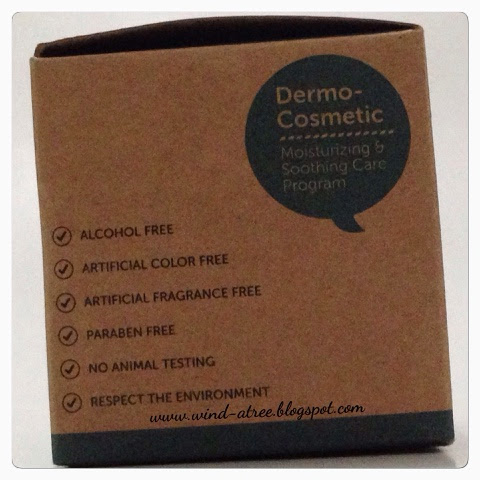 Dermo-
Cosmetic
Moisturizing &
Soothing Care
Program
ALCOHOL FREE
ARTIFICIAL COLOR FREE
ARTIFICIAL FRAGRANCE FREE
PARABEN FREE
NO ANIMAL TESTING
RESPECT THE ENVIRONMENT
www.wind-atree.blogspot.com